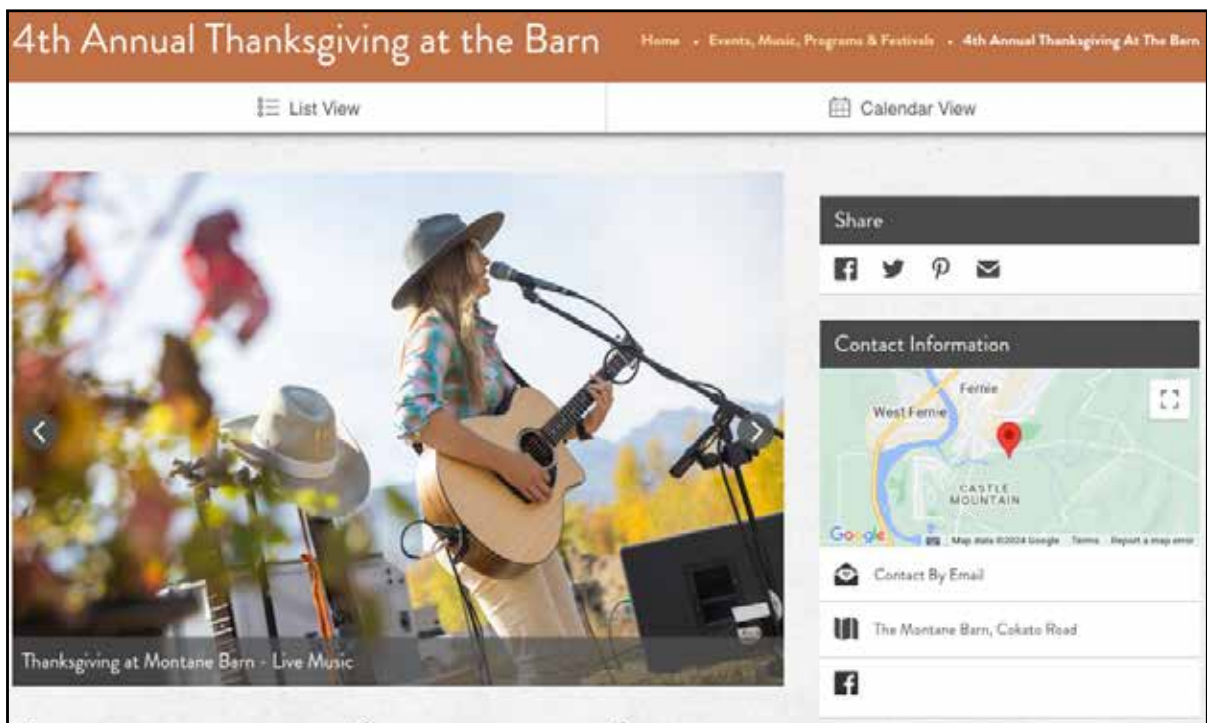 4th Annual Thanksgiving at the Barn
Home • Events, Music, Programs & Festivals • 4th Annual Thanksgiving At The Barn
List View
Calendar View
Thanksgiving at Montane Barn - Live Music
Share
Contact Information
Fernie
West Fernie
CASTLE
MOUNTAIN
Google
Map data ©2024 Google Terms Report a map error
Contact By Email
The Montane Barn, Cokato Road